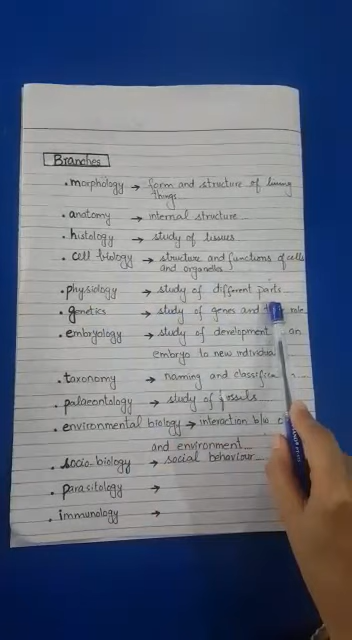 Branches
• morphology → form and structure of living
things
• anatomy → internal structure
• histology → study of tissues
• cell biology → structure and functions of cells
and organelles
• physiology → study of different parts
• genetics → study of genes and role
• embryology → study of development an
embryo to new individual
• taxonomy → naming and
• palaeontology → study of fossils
• environmental biology → interaction b/w
and environment
• socio-biology → social behaviour
• parasitology →
• immunology →